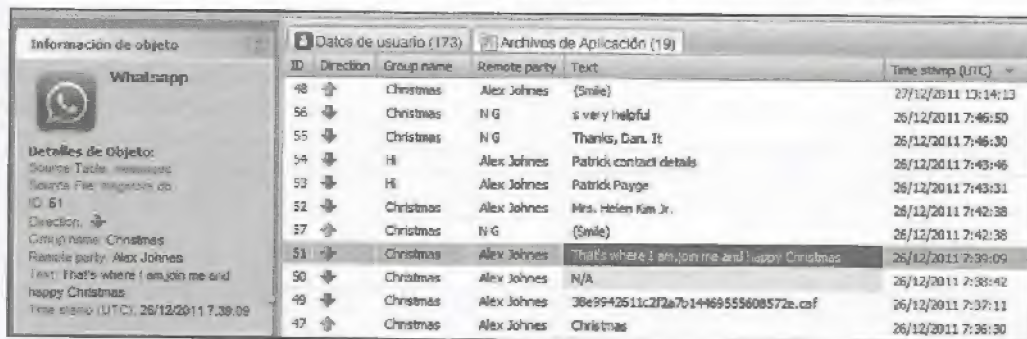 Información de objeto
Whatsapp
Detalles de Objeto:
Source Table: messages
Source File:
ID: 51
Direction:
Group name: Christmas
Remote party: Alex Johnes
Text: That's where I am,join me and
happy Christmas
Time stamp (UTC): 26/12/2011 7:39:09
Datos de usuario (173) Archivos de Aplicación (19)
ID Direction Group name Remote party Text Time stamp (UTC)
48 Christmas Alex Johnes (Smile) 27/12/2011 13:14:13
56 Christmas N G s very helpful 26/12/2011 7:46:50
55 Christmas N G Thanks, Dan. It 26/12/2011 7:46:30
54 Hi Alex Johnes Patrick contact details 26/12/2011 7:43:46
53 Hi Alex Johnes Patrick Payge 26/12/2011 7:43:31
52 Christmas Alex Johnes Mrs. Helen Kim Jr. 26/12/2011 7:42:38
57 Christmas N G (Smile) 26/12/2011 7:42:38
51 Christmas Alex Johnes That's where I am,join me and happy Christmas 26/12/2011 7:39:09
50 Christmas Alex Johnes N/A 26/12/2011 7:38:42
49 Christmas Alex Johnes 26/12/2011 7:37:11
47 Christmas Alex Johnes Christmas 26/12/2011 7:36:30